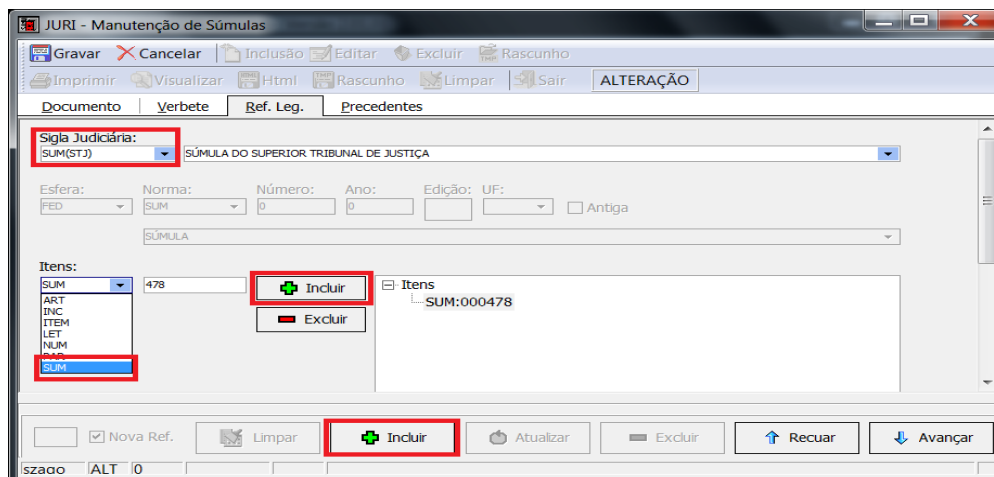 JURI - Manutenção de Súmulas
Gravar Cancelar Inclusão Editar Excluir Rascunho
Imprimir Visualizar Html Rascunho Limpar Sair ALTERAÇÃO
Documento Verbete Ref. Leg. Precedentes
Sigla Judiciária:
SUM(STJ) SÚMULA DO SUPERIOR TRIBUNAL DE JUSTIÇA
Esfera: Norma: Número: Ano: Edição: UF:
FED SUM 0 0 Antiga
SÚMULA
Itens:
SUM 478 Incluir Itens
ART SUM:000478
INC
ITEM Excluir
LET
NUM
PAR
SUM
Nova Ref. Limpar Incluir Atualizar Excluir Recuar Avançar
szago ALT 0